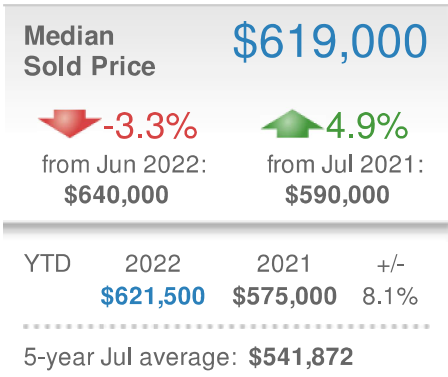 Median $619,000
Sold Price
-3.3% 4.9%
from Jun 2022: from Jul 2021:
$640,000 $590,000
YTD 2022 2021 +/-
$621,500 $575,000 8.1%
5-year Jul average: $541,872